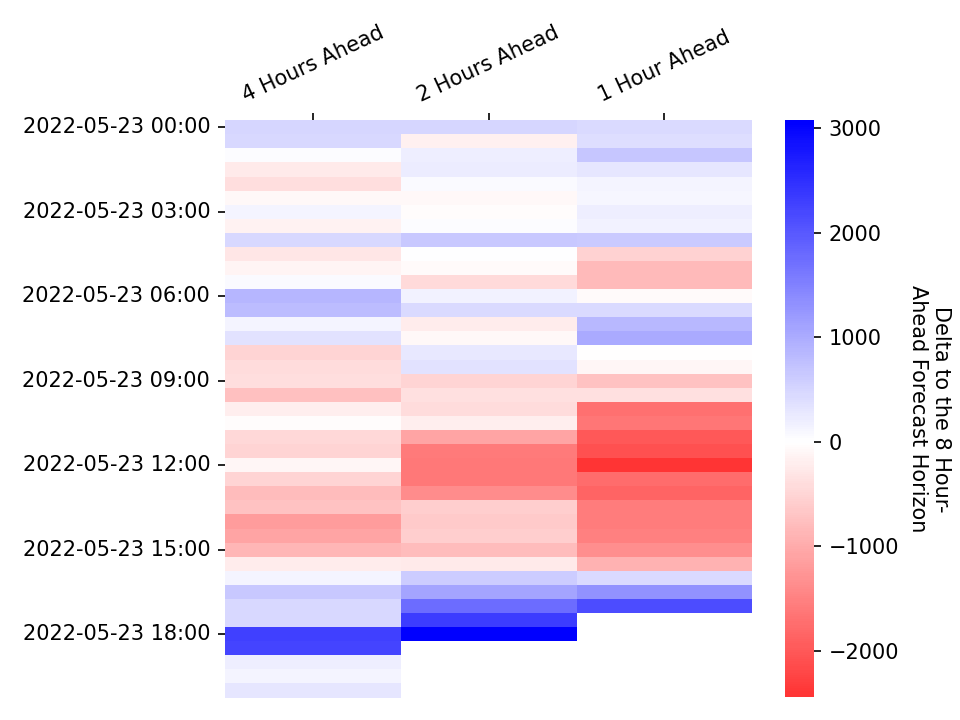 4 Hours Ahead
2 Hours Ahead
1 Hour Ahead
2022-05-23 00:00
2022-05-23 03:00
2022-05-23 06:00
2022-05-23 09:00
2022-05-23 12:00
2022-05-23 15:00
2022-05-23 18:00
3000
2000
1000
0
−1000
−2000
Delta to the 8 Hour-
Ahead Forecast Horizon